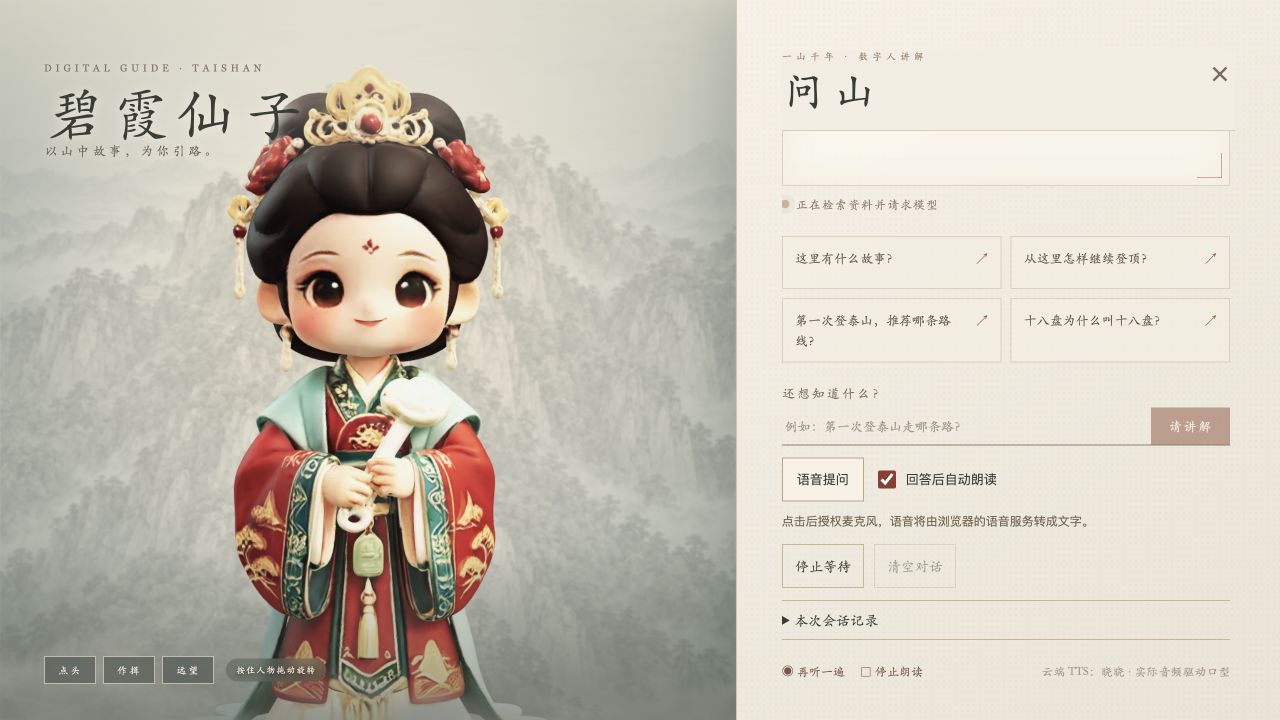 DIGITAL GUIDE · TAISHAN
碧霞仙子
以山中故事，为你引路。
点头
作揖
远望
按住人物拖动旋转
一山千年 · 数字人讲解
问山
正在检索资料并请求模型
这里有什么故事？
从这里怎样继续登顶？
第一次登泰山，推荐哪条路
线？
十八盘为什么叫十八盘？
还想知道什么？
例如：第一次登泰山走哪条路？
请讲解
语音提问
回答后自动朗读
点击后授权麦克风，语音将由浏览器的语音服务转成文字。
停止等待
清空对话
本次会话记录
再听一遍
停止朗读
云端 TTS：晓晓 · 实际音频驱动口型